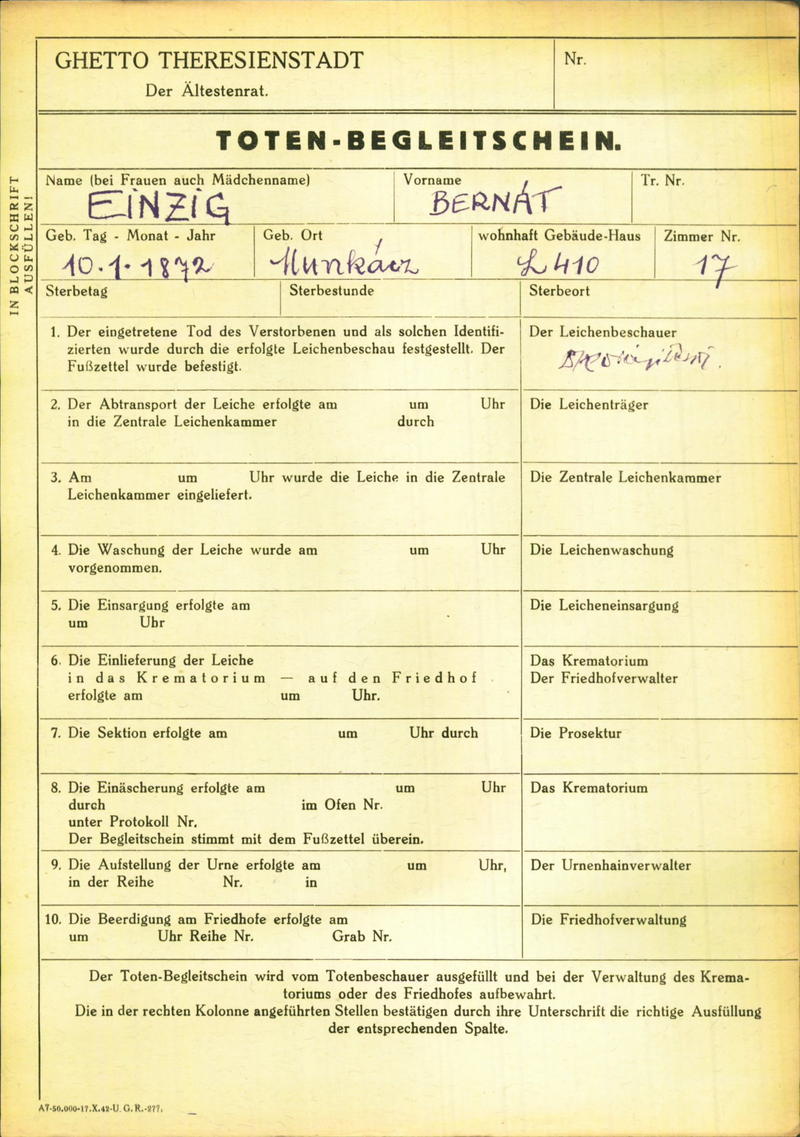 GHETTO THERESIENSTADT
Der Ältestenrat.
Nr.
TOTEN-BEGLEITSCHEIN.
IN BLOCKSCHRIFT
AUSFÜLLEN!
Name (bei Frauen auch Mädchenname)
EINZIG
Vorname
BERNÁT
Tr. Nr.
Geb. Tag - Monat - Jahr
10.1.1872
Geb. Ort
Munkácz
wohnhaft Gebäude-Haus
L 410
Zimmer Nr.
17
Sterbetag
Sterbestunde
Sterbeort
1. Der eingetretene Tod des Verstorbenen und als solchen Identifi-
zierten wurde durch die erfolgte Leichenbeschau festgestellt. Der
Fußzettel wurde befestigt.
Der Leichenbeschauer
2. Der Abtransport der Leiche erfolgte am um Uhr
in die Zentrale Leichenkammer durch
Die Leichenträger
3. Am um Uhr wurde die Leiche in die Zentrale
Leichenkammer eingeliefert.
Die Zentrale Leichenkammer
4. Die Waschung der Leiche wurde am um Uhr
vorgenommen.
Die Leichenwaschung
5. Die Einsargung erfolgte am
um Uhr
Die Leicheneinsargung
6. Die Einlieferung der Leiche
in das Krematorium — auf den Friedhof
erfolgte am um Uhr.
Das Krematorium
Der Friedhofverwalter
7. Die Sektion erfolgte am um Uhr durch
Die Prosektur
8. Die Einäscherung erfolgte am um Uhr
durch im Ofen Nr.
unter Protokoll Nr.
Der Begleitschein stimmt mit dem Fußzettel überein.
Das Krematorium
9. Die Aufstellung der Urne erfolgte am um Uhr,
in der Reihe Nr. in
Der Urnenhainverwalter
10. Die Beerdigung am Friedhofe erfolgte am
um Uhr Reihe Nr. Grab Nr.
Die Friedhofverwaltung
Der Toten-Begleitschein wird vom Totenbeschauer ausgefüllt und bei der Verwaltung des Krema-
toriums oder des Friedhofes aufbewahrt.
Die in der rechten Kolonne angeführten Stellen bestätigen durch ihre Unterschrift die richtige Ausfüllung
der entsprechenden Spalte.
A7-50.000-17.X.42-U. G. R.-277.